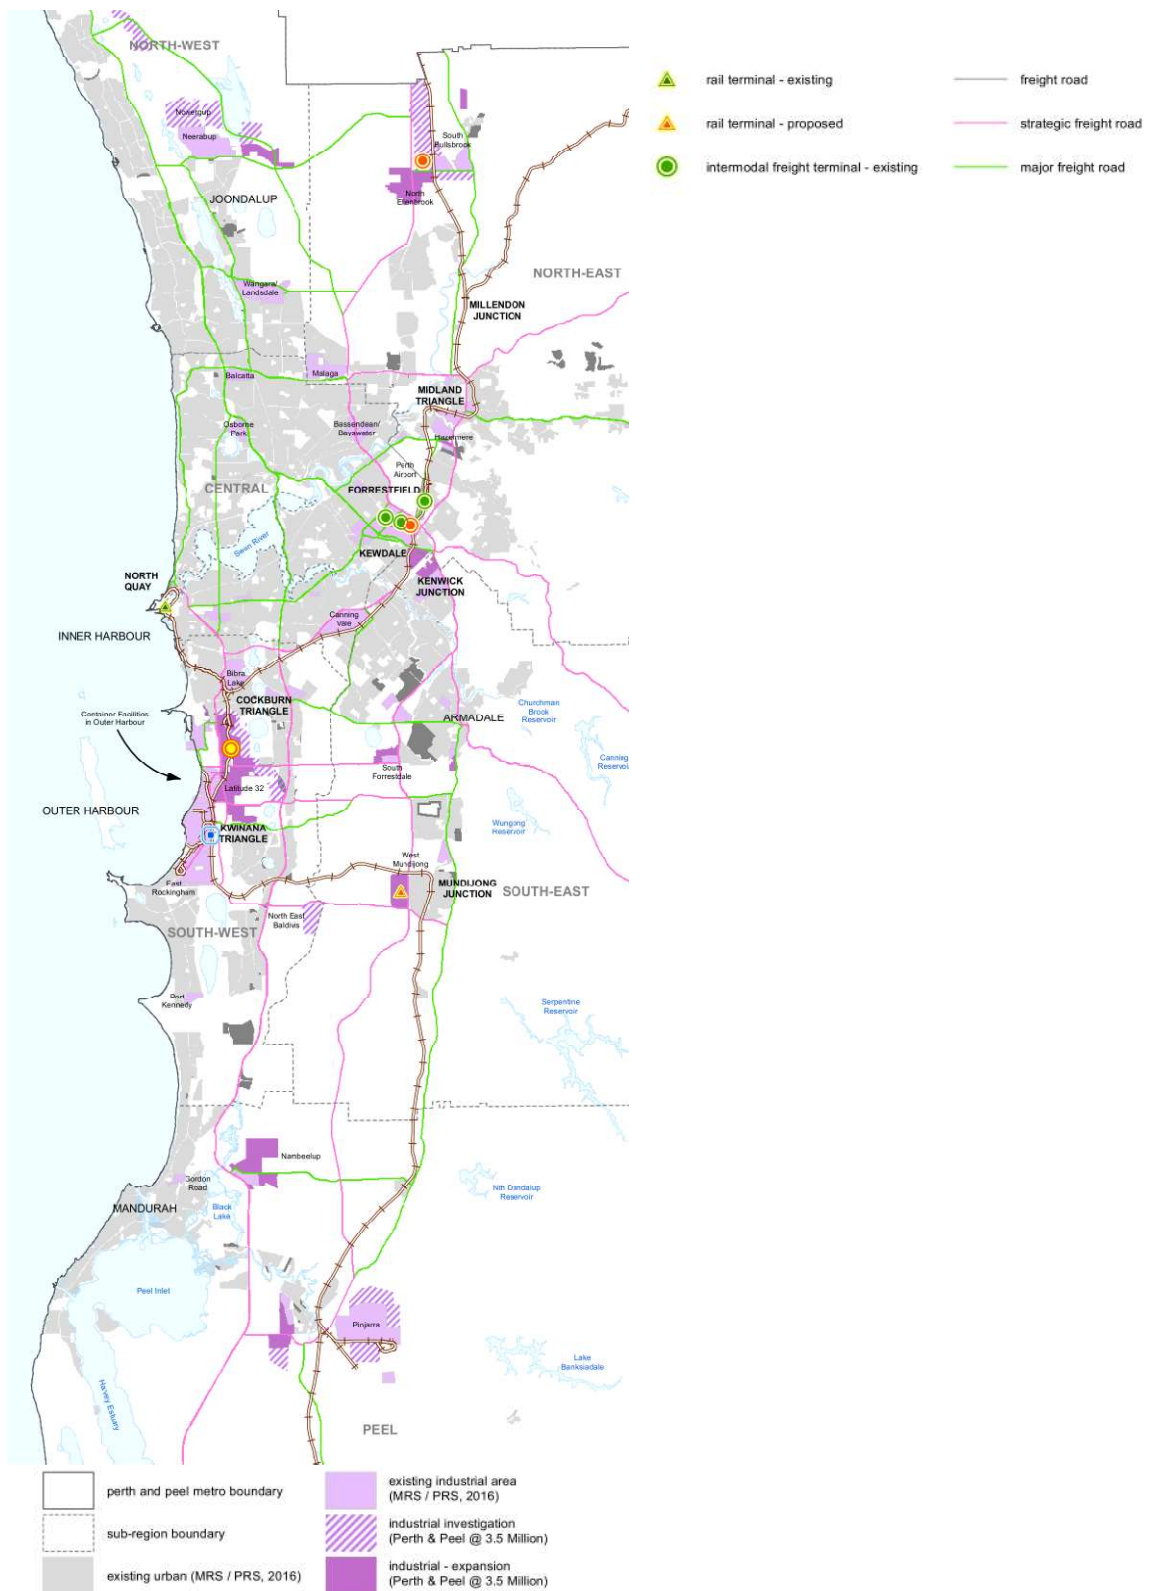 NORTH-WEST
Nowergup
Neerabup
South
Bullsbrook
North
Ellenbrook
JOONDALUP
Wangara/
Landsdale
NORTH-EAST
MILLENDON
JUNCTION
Balcatta
Malaga
MIDLAND
TRIANGLE
Osborne
Park
Bassendean/
Bayswater
Hazelmere
Perth
Airport
CENTRAL
FORRESTFIELD
Swan River
KEWDALE
KENWICK
JUNCTION
NORTH
QUAY
INNER HARBOUR
Canning
Vale
Bibra
Lake
COCKBURN
TRIANGLE
Container Facilities
in Outer Harbour
ARMADALE
Churchman
Brook
Reservoir
Canning
Reservoir
South
Forrestdale
Latitude 32
OUTER HARBOUR
KWINANA
TRIANGLE
Wungong
Reservoir
West
Mundijong
MUNDIJONG
JUNCTION
SOUTH-EAST
East
Rockingham
North East
Baldivis
SOUTH-WEST
Port
Kennedy
Serpentine
Reservoir
Nambeelup
Gordon
Road
MANDURAH
Black
Lake
Nth Dandalup
Reservoir
Peel Inlet
Pinjarra
Lake
Banksiadale
Harvey Estuary
PEEL
rail terminal - existing
rail terminal - proposed
intermodal freight terminal - existing
freight road
strategic freight road
major freight road
perth and peel metro boundary
sub-region boundary
existing urban (MRS / PRS, 2016)
existing industrial area
(MRS / PRS, 2016)
industrial investigation
(Perth & Peel @ 3.5 Million)
industrial - expansion
(Perth & Peel @ 3.5 Million)